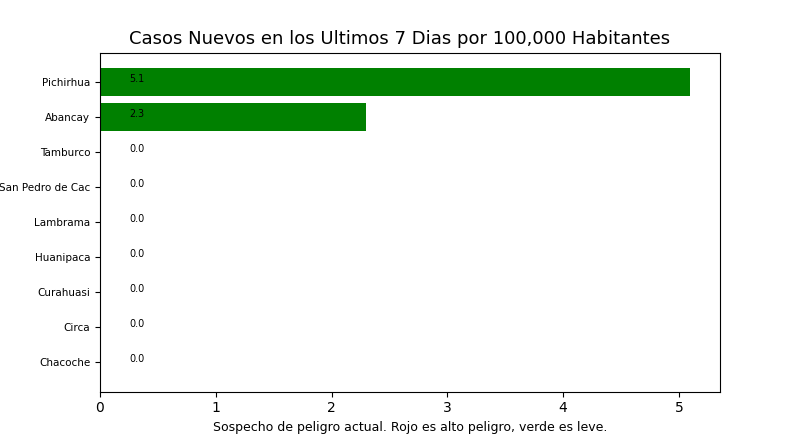 Casos Nuevos en los Ultimos 7 Dias por 100,000 Habitantes
Pichirhua 5.1
Abancay 2.3
Tamburco 0.0
San Pedro de Cac 0.0
Lambrama 0.0
Huanipaca 0.0
Curahuasi 0.0
Circa 0.0
Chacoche 0.0
0 1 2 3 4 5
Sospecho de peligro actual. Rojo es alto peligro, verde es leve.